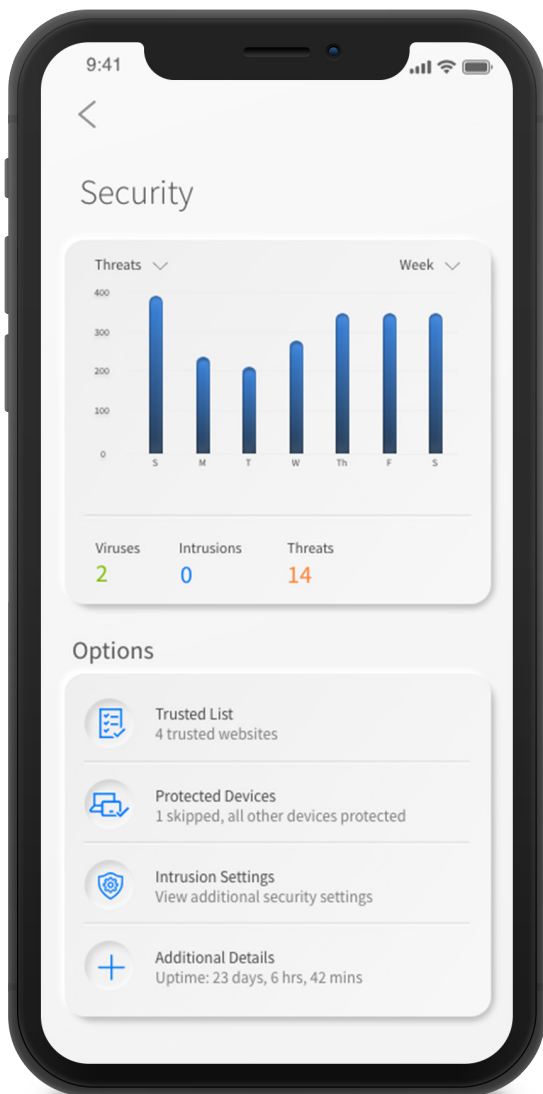 9:41
Security
Threats Week
400
300
200
100
0
S M T W Th F S
Viruses Intrusions Threats
2 0 14
Options
Trusted List
4 trusted websites
Protected Devices
1 skipped, all other devices protected
Intrusion Settings
View additional security settings
Additional Details
Uptime: 23 days, 6 hrs, 42 mins